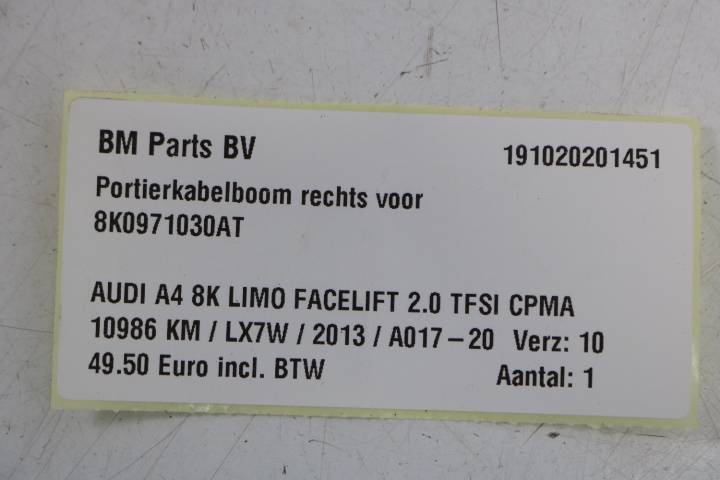 BM Parts BV 191020201451
Portierkabelboom rechts voor
8K0971030AT
AUDI A4 8K LIMO FACELIFT 2.0 TFSI CPMA
10986 KM / LX7W / 2013 / A017-20 Verz: 10
49.50 Euro incl. BTW Aantal: 1